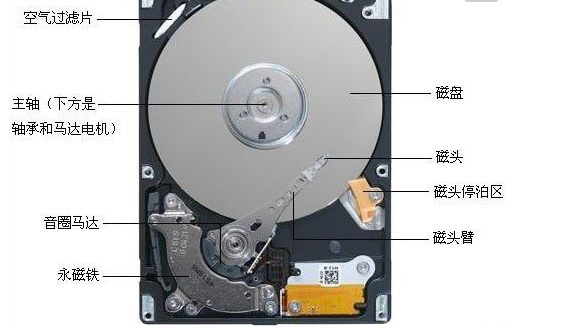 空气过滤片
主轴（下方是
轴承和马达电机）
磁盘
磁头
磁头停泊区
音圈马达
磁头臂
永磁铁